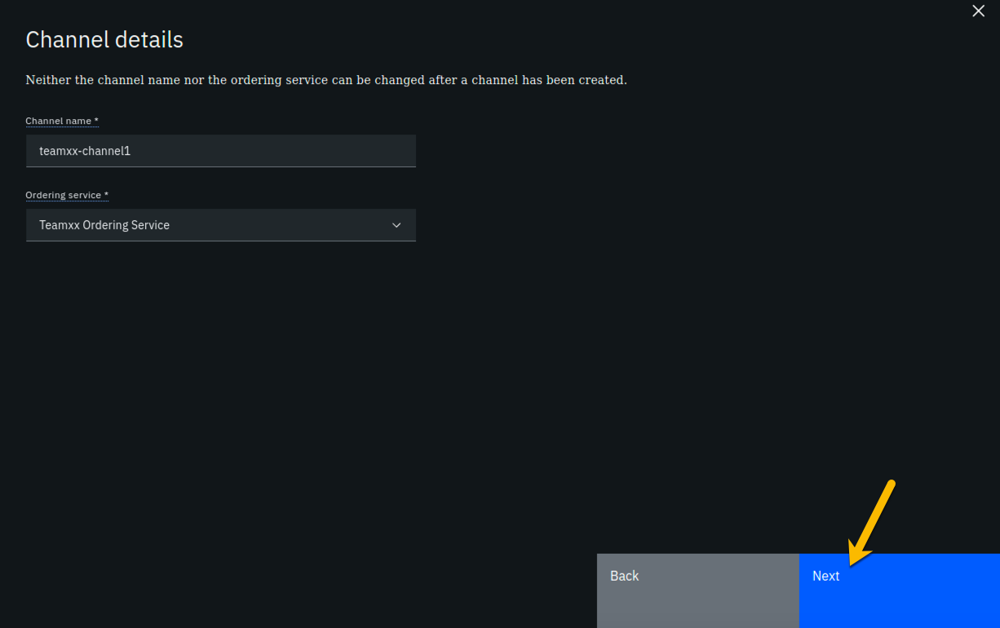 Channel details
Neither the channel name nor the ordering service can be changed after a channel has been created.
Channel name *
teamxx-channel1
Ordering service *
Teamxx Ordering Service
Back
Next